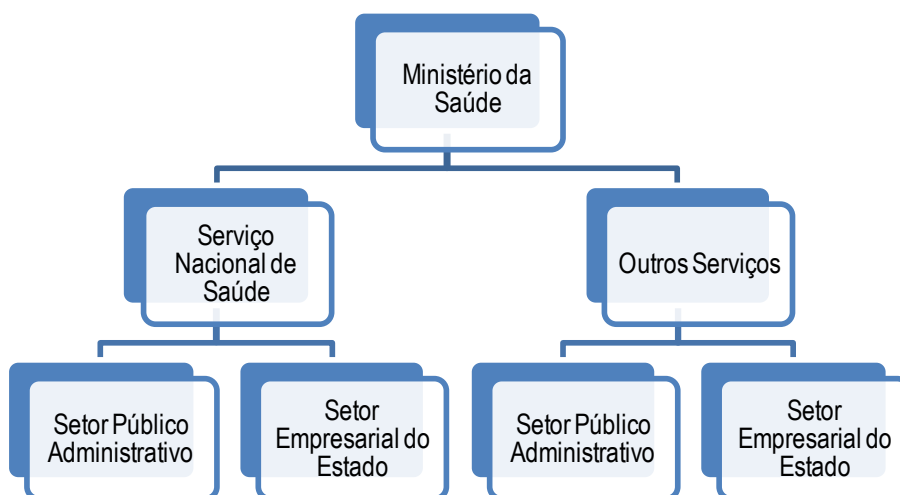 Ministério da
Saúde
Serviço
Nacional de
Saúde
Outros Serviços
Setor Público
Administrativo
Setor
Empresarial do
Estado
Setor Público
Administrativo
Setor
Empresarial do
Estado